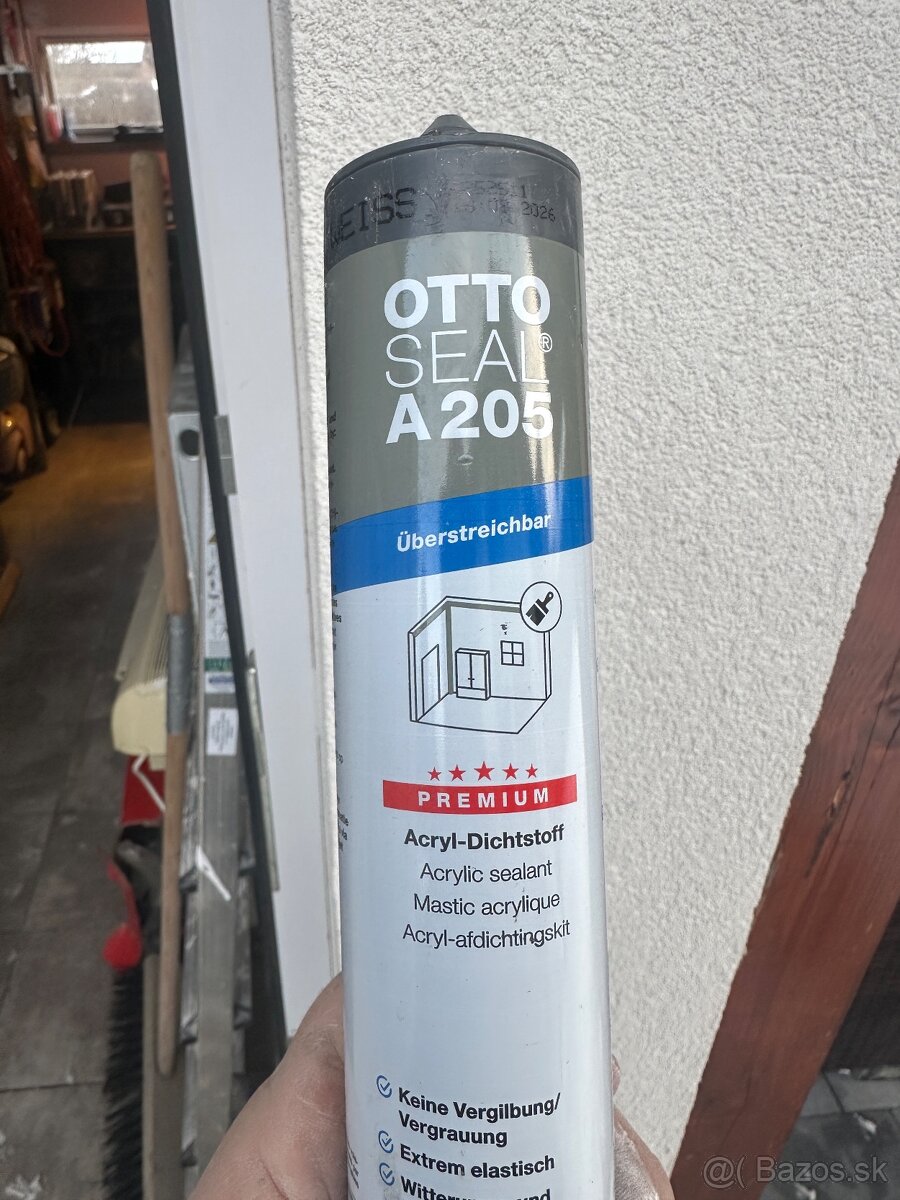 WEISS
2026
OTTO
SEAL®
A 205
Überstreichbar
PREMIUM
Acryl-Dichtstoff
Acrylic sealant
Mastic acrylique
Acryl-afdichtingskit
Keine Vergilbung/
Vergrauung
Extrem elastisch
@( Bazos.sk